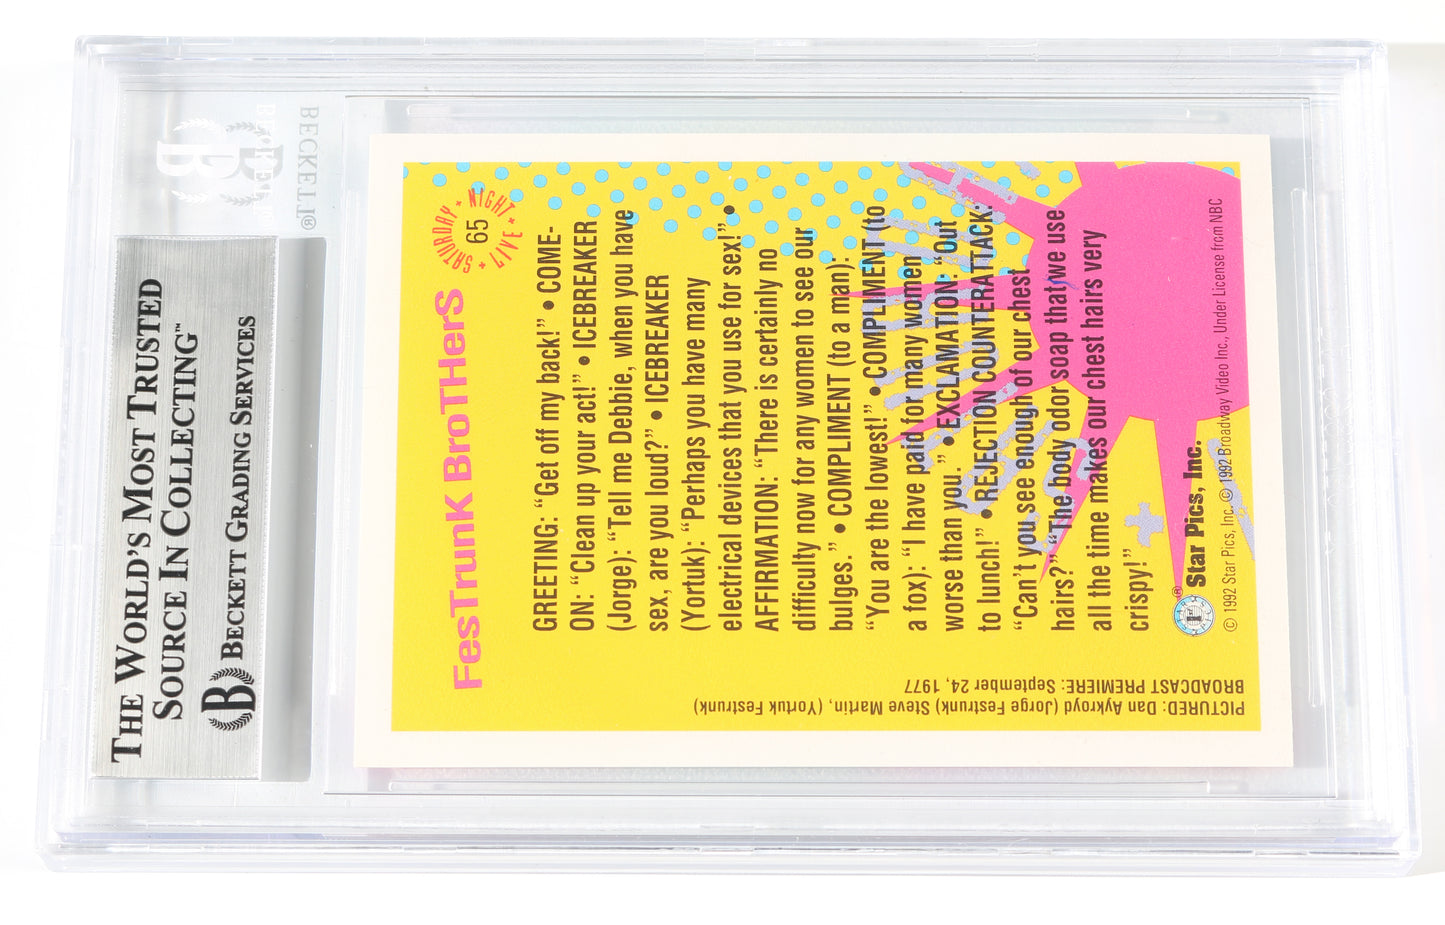 THE WORLD'S MOST TRUSTED
SOURCE IN COLLECTING™
B BECKETT GRADING SERVICES
BECKETT®
B
FesTrunK BroTHerS
SATURDAY NIGHT LIVE
65
GREETING: “Get off my back!” • COME-
ON: “Clean up your act!” • ICEBREAKER
(Jorge): “Tell me Debbie, when you have
sex, are you loud?” • ICEBREAKER
(Yortuk): “Perhaps you have many
electrical devices that you use for sex!” •
AFFIRMATION: “There is certainly no
difficulty now for any women to see our
bulges.” • COMPLIMENT (to a man):
“You are the lowest!” • COMPLIMENT (to
a fox): “I have paid for many women
worse than you.” • EXCLAMATION “Out
to lunch!” • REJECTION COUNTERATTACK:
“Can't you see enough of our chest
hairs?” “The body odor soap that we use
all the time makes our chest hairs very
crispy!”
Star Pics, Inc.
© 1992 Star Pics, Inc. © 1992 Broadway Video Inc., Under License from NBC
PICTURED: Dan Aykroyd (Jorge Festrunk) Steve Martin, (Yortuk Festrunk)
BROADCAST PREMIERE: September 24, 1977